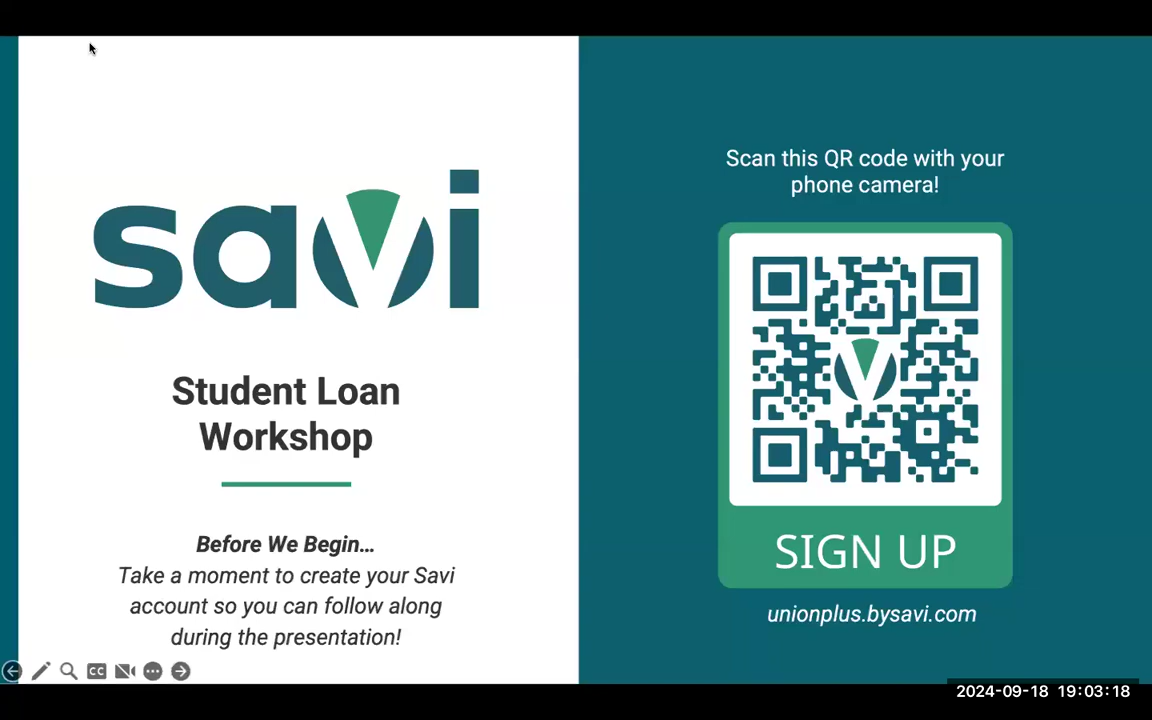 savi
Student Loan
Workshop
Before We Begin...
Take a moment to create your Savi
account so you can follow along
during the presentation!
Scan this QR code with your
phone camera!
SIGN UP
unionplus.bysavi.com
CC
2024-09-18 19:03:18